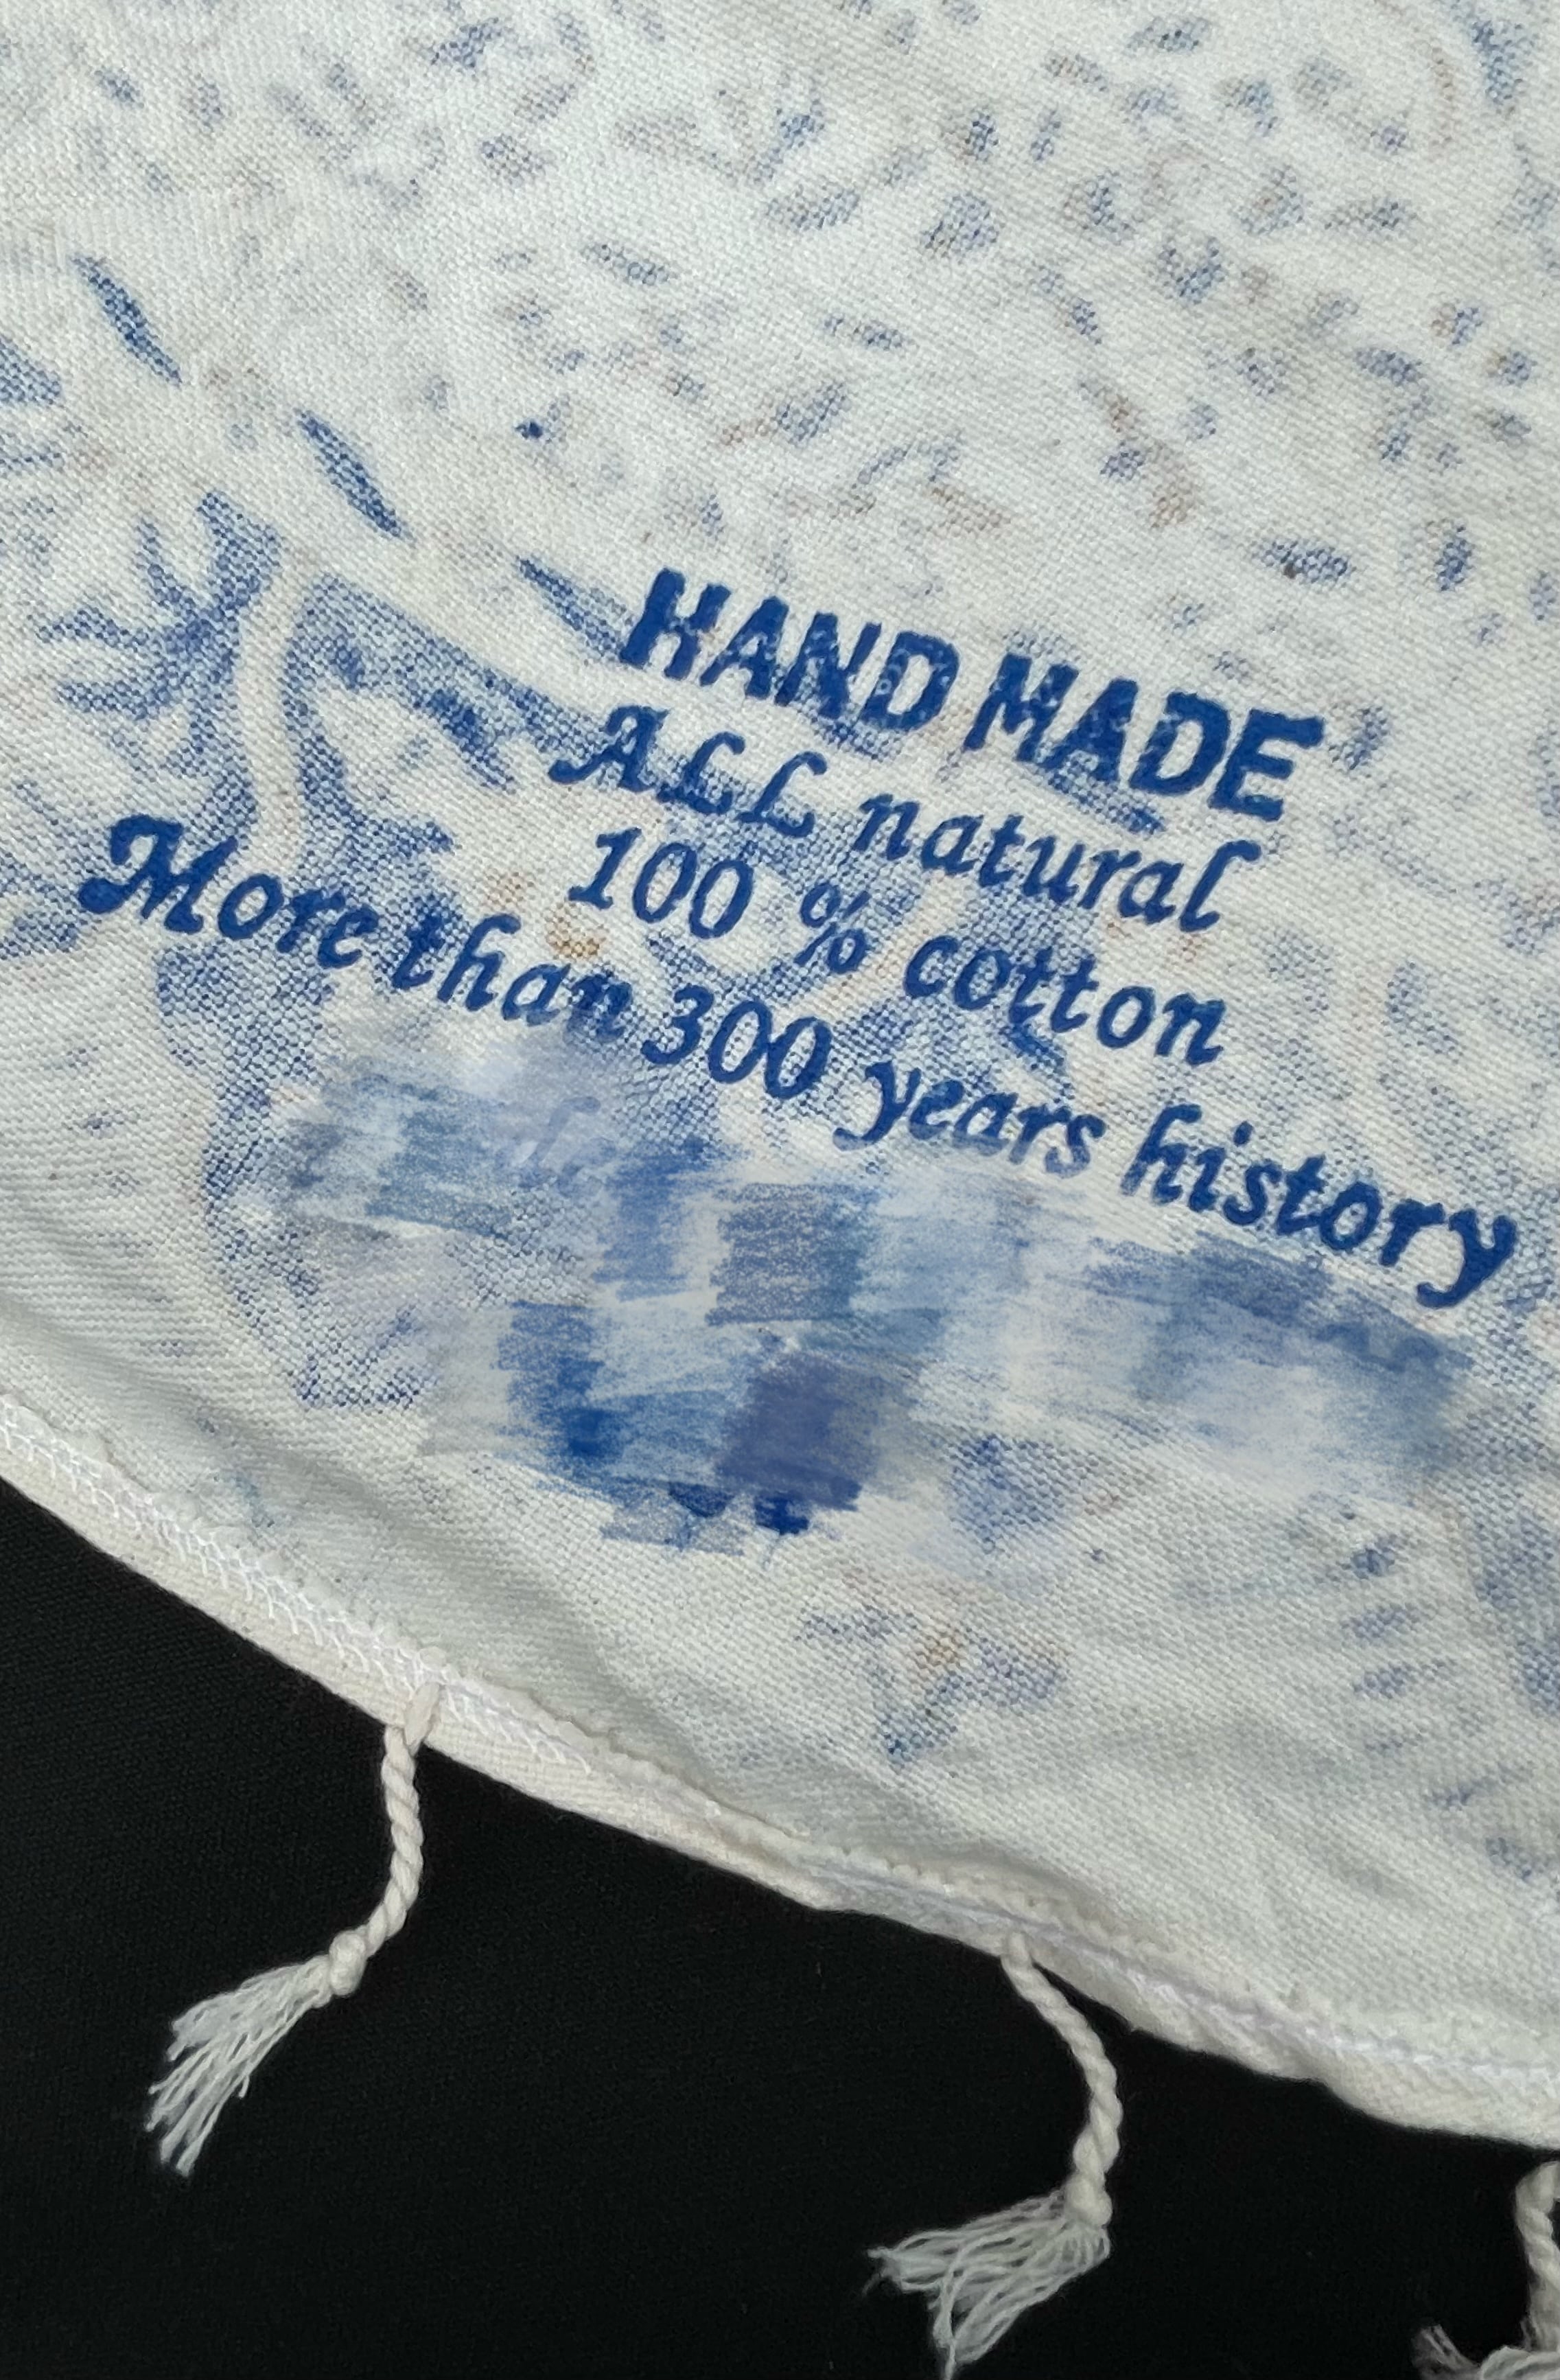 HAND MADE
ALL natural
100 % cotton
More than 300 years history